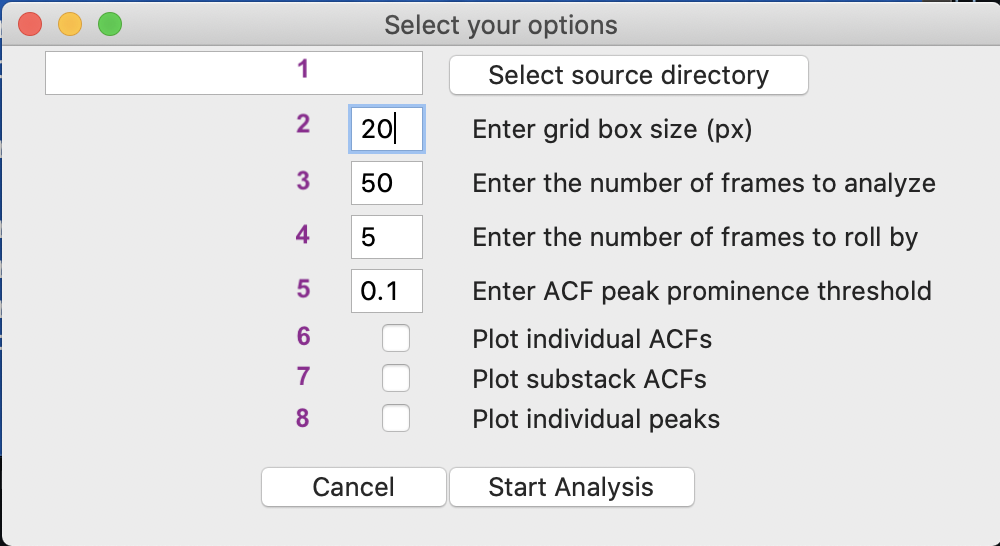 Select your options
1 Select source directory
2 20 Enter grid box size (px)
3 50 Enter the number of frames to analyze
4 5 Enter the number of frames to roll by
5 0.1 Enter ACF peak prominence threshold
6 Plot individual ACFs
7 Plot substack ACFs
8 Plot individual peaks
Cancel Start Analysis